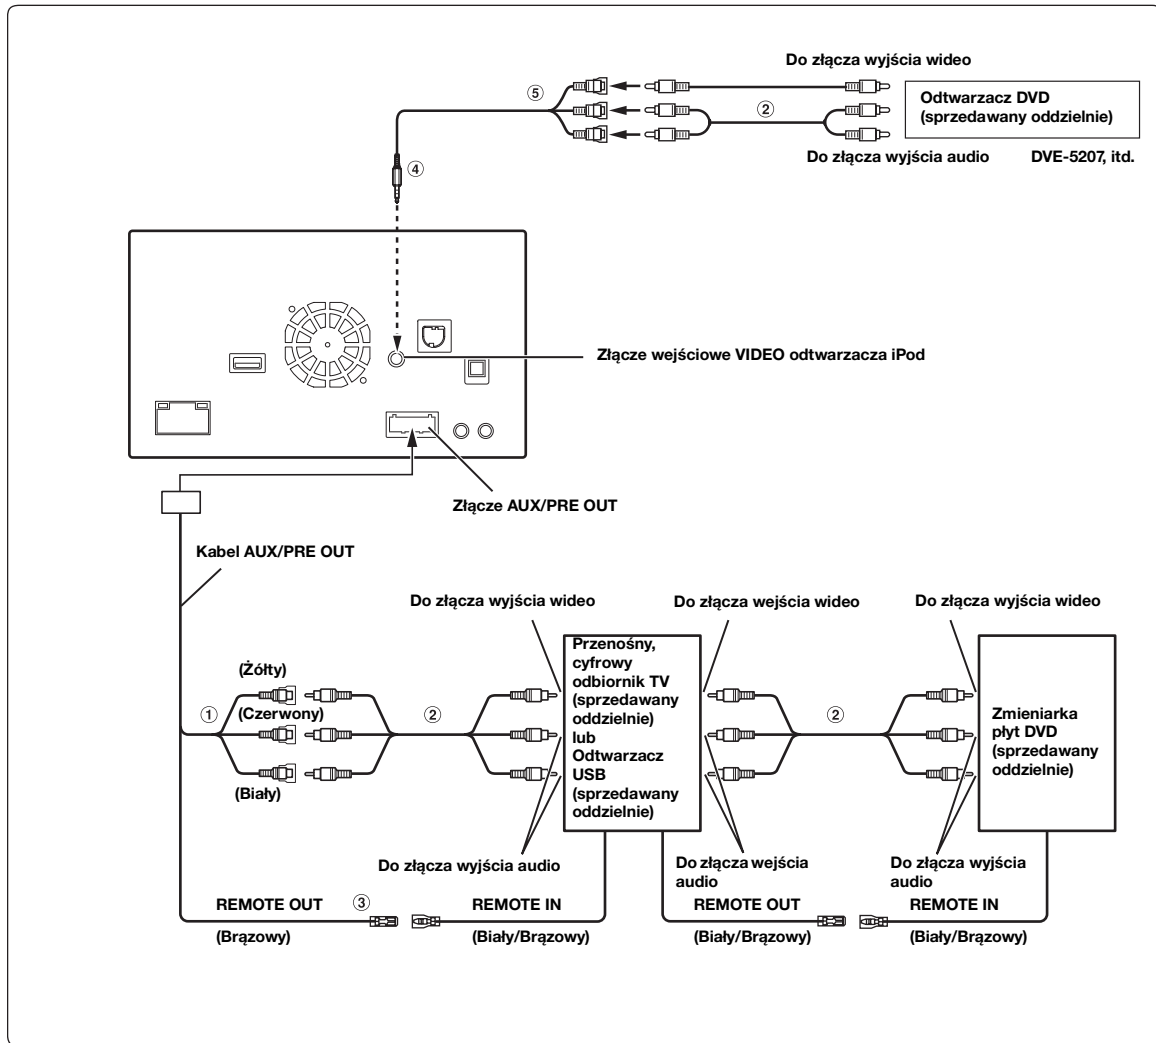 Do złącza wyjścia wideo
⑤
②
Odtwarzacz DVD
(sprzedawany oddzielnie)
Do złącza wyjścia audio
DVE-5207, itd.
④
Złącze wejściowe VIDEO odtwarzacza iPod
Złącze AUX/PRE OUT
Kabel AUX/PRE OUT
Do złącza wyjścia wideo
Do złącza wejścia wideo
Do złącza wyjścia wideo
(Żółty)
①
(Czerwony)
(Biały)
②
Przenośny,
cyfrowy
odbiornik TV
(sprzedawany
oddzielnie)
lub
Odtwarzacz
USB
(sprzedawany
oddzielnie)
②
Zmieniarka
płyt DVD
(sprzedawany
oddzielnie)
Do złącza wyjścia audio
Do złącza wejścia
audio
Do złącza wyjścia
audio
REMOTE OUT
③
(Brązowy)
REMOTE IN
(Biały/Brązowy)
REMOTE OUT
(Biały/Brązowy)
REMOTE IN
(Biały/Brązowy)